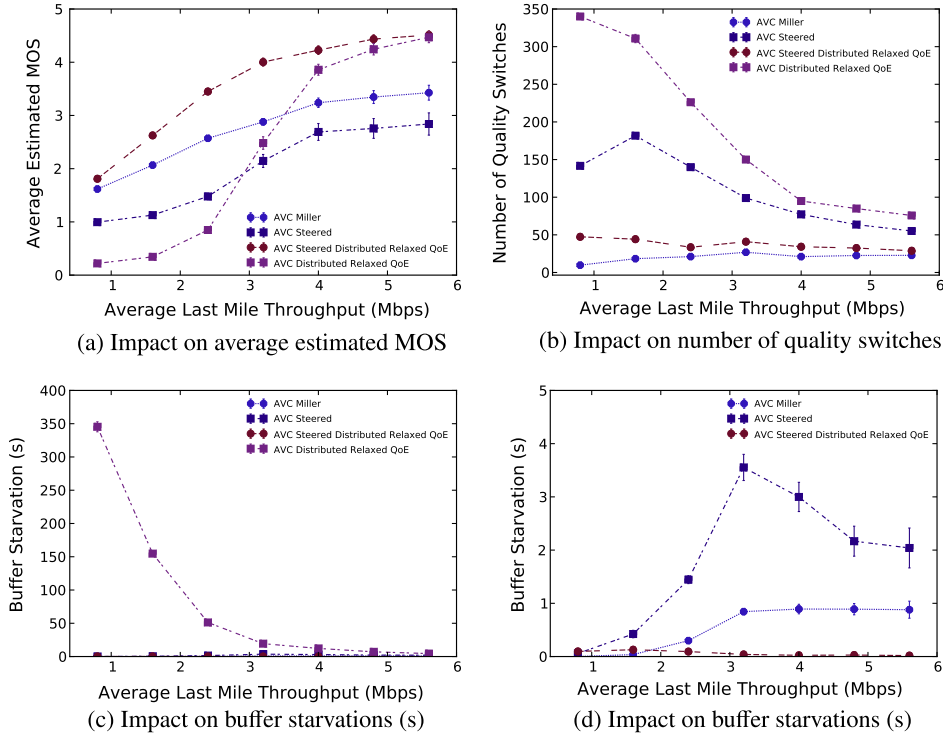 5
4
3
2
1
0
Average Estimated MOS
AVC Miller
AVC Steered
AVC Steered Distributed Relaxed QoE
AVC Distributed Relaxed QoE
1 2 3 4 5 6
Average Last Mile Throughput (Mbps)
(a) Impact on average estimated MOS
350
300
250
200
150
100
50
0
Number of Quality Switches
AVC Miller
AVC Steered
AVC Steered Distributed Relaxed QoE
AVC Distributed Relaxed QoE
1 2 3 4 5 6
Average Last Mile Throughput (Mbps)
(b) Impact on number of quality switches
400
350
300
250
200
150
100
50
0
Buffer Starvation (s)
AVC Miller
AVC Steered
AVC Steered Distributed Relaxed QoE
AVC Distributed Relaxed QoE
1 2 3 4 5 6
Average Last Mile Throughput (Mbps)
(c) Impact on buffer starvations (s)
5
4
3
2
1
0
Buffer Starvation (s)
AVC Miller
AVC Steered
AVC Steered Distributed Relaxed QoE
1 2 3 4 5 6
Average Last Mile Throughput (Mbps)
(d) Impact on buffer starvations (s)